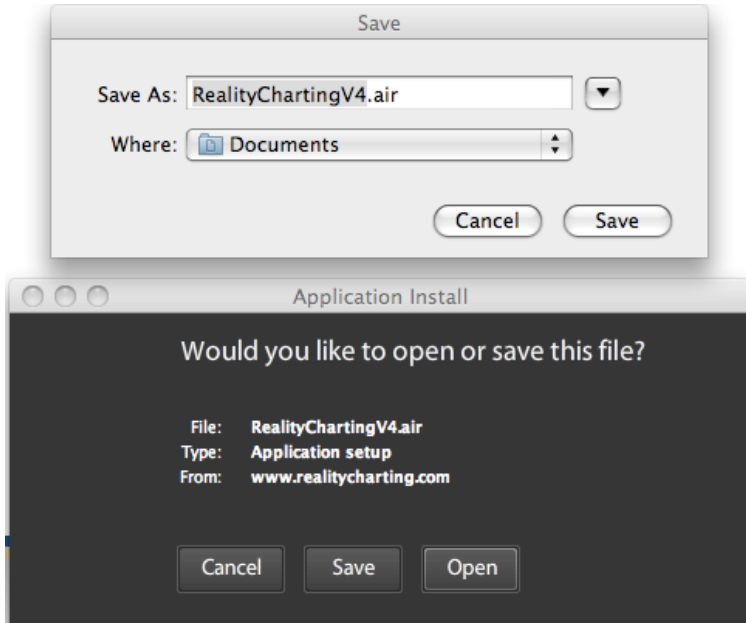 Save
Save As: RealityChartingV4.air
Where: Documents
Cancel Save
Application Install
Would you like to open or save this file?
File: RealityChartingV4.air
Type: Application setup
From: www.realitycharting.com
Cancel Save Open